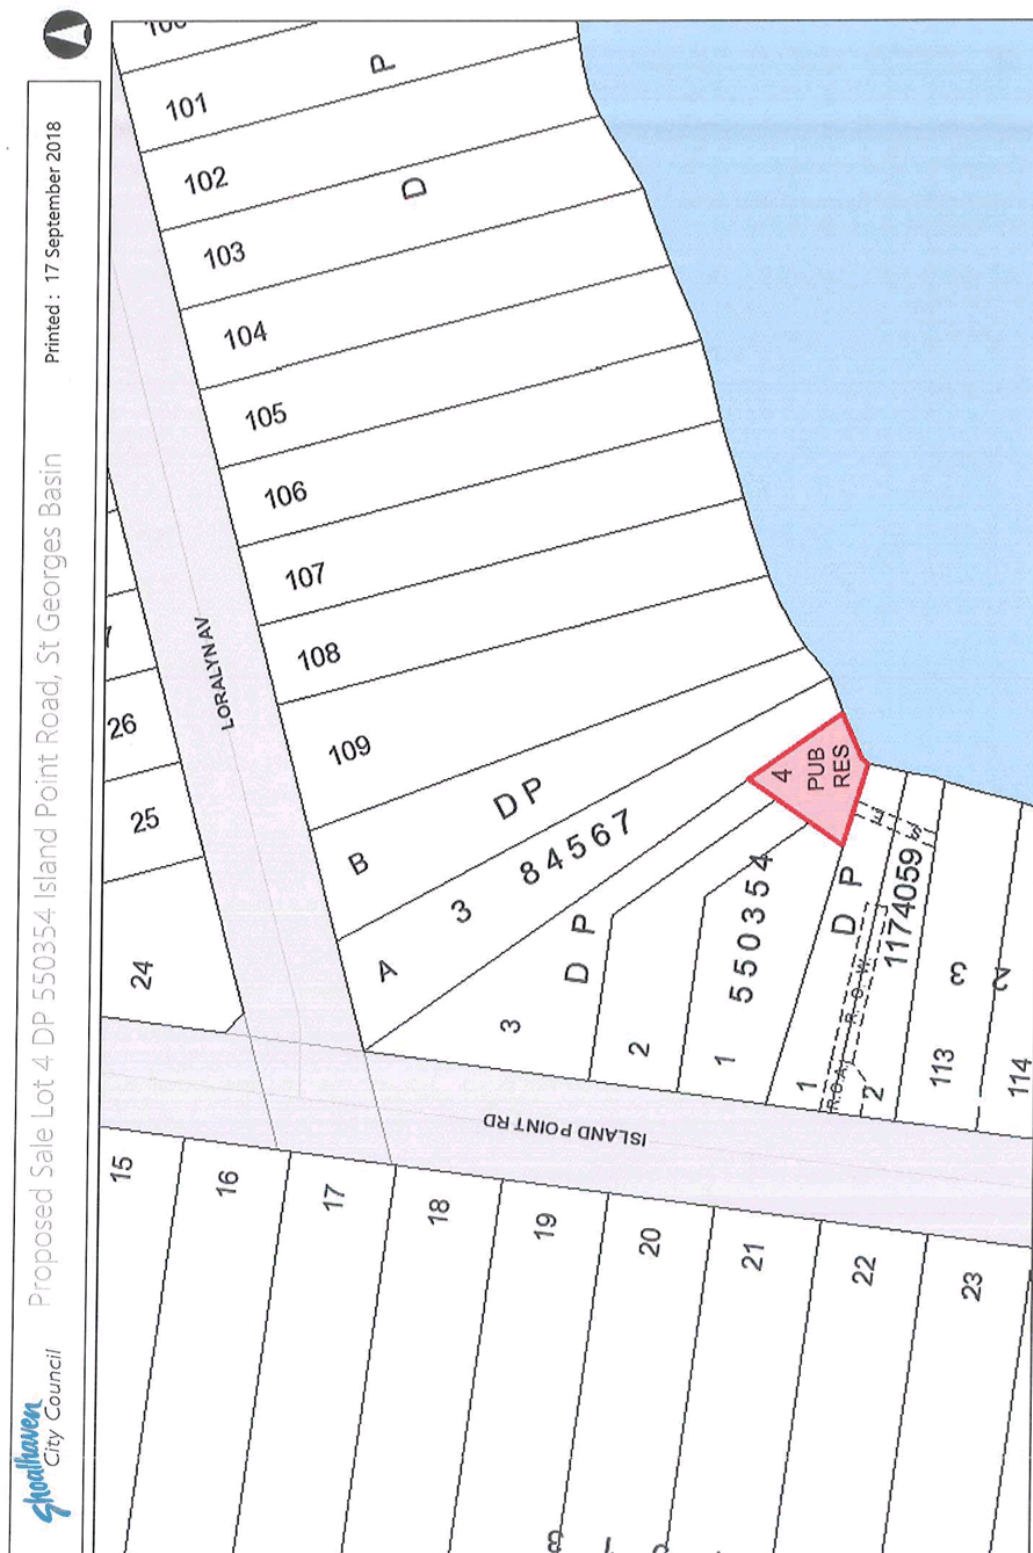 Shoalhaven
City Council
Proposed Sale Lot 4 DP 550354 Island Point Road, St Georges Basin
Printed : 17 September 2018
101
102
103
104
105
106
107
108
109
D P
B
A
D P
3 84567
LORALYN AV
26
25
24
ISLAND POINT RD
D P
3
2
1
550354
4
PUB
RES
1
D P
1174059
R.O.W.
2
E
S
113
3
114
2
15
16
17
18
19
20
21
22
23